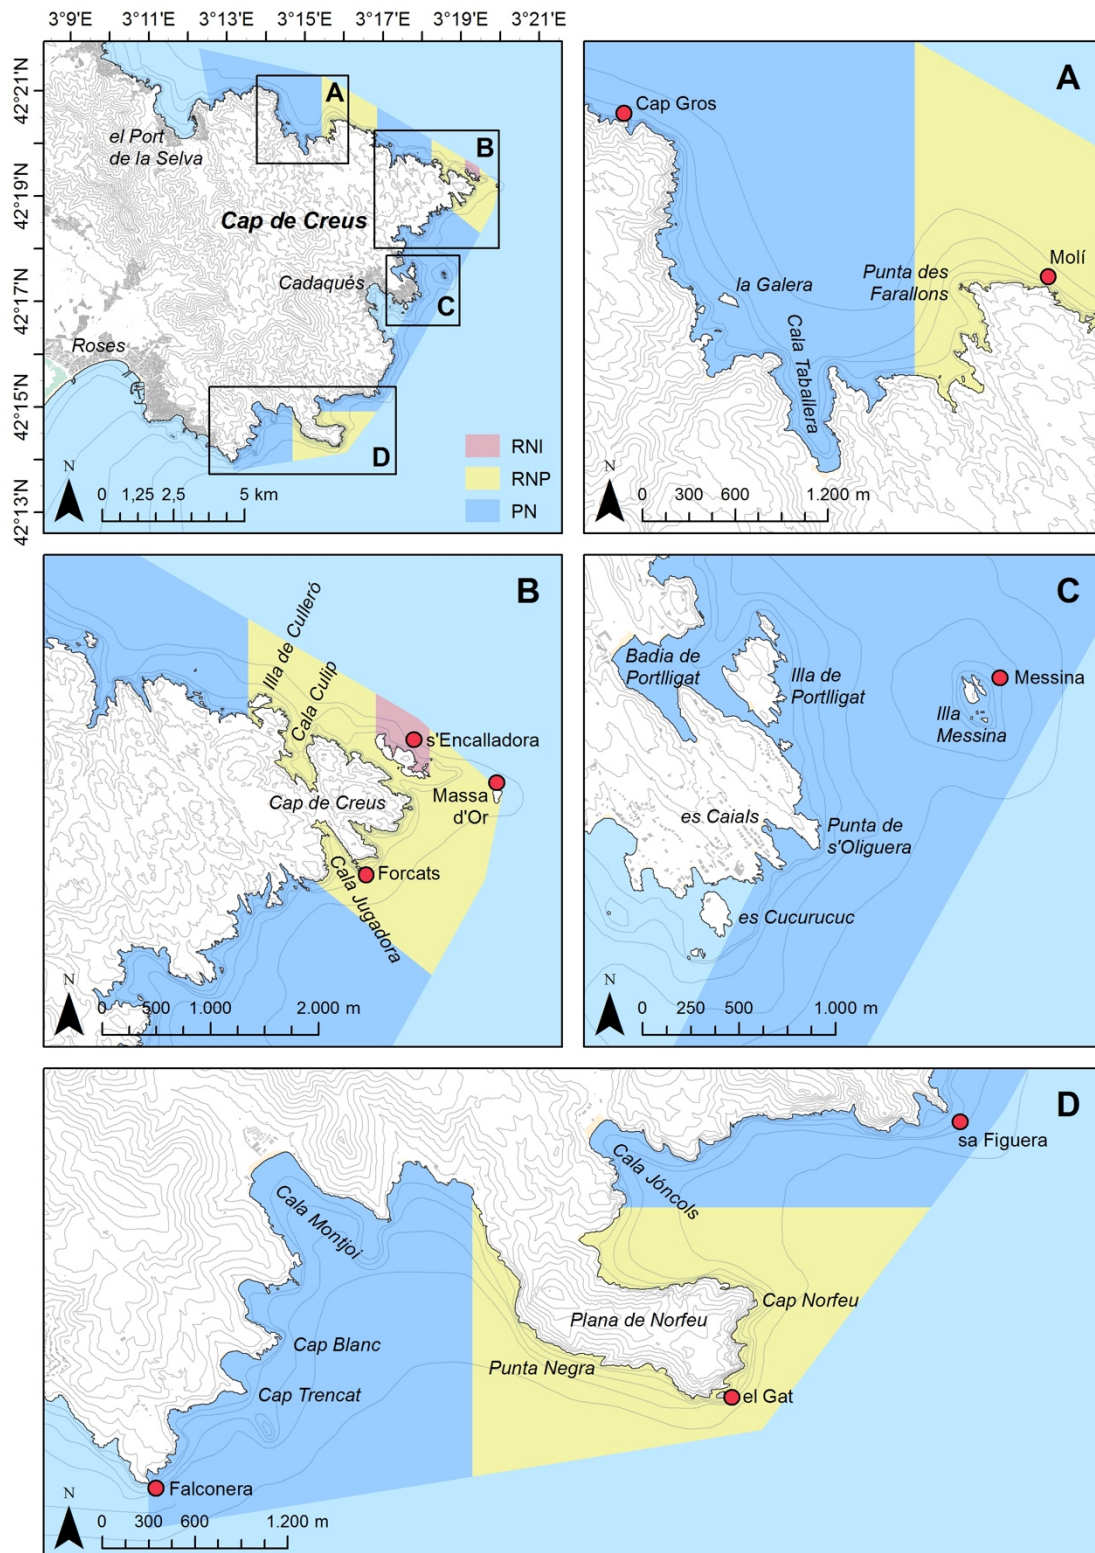 3°9'E 3°11'E 3°13'E 3°15'E 3°17'E 3°19'E 3°21'E
42°21'N
42°19'N
42°17'N
42°15'N
42°13'N
A
B
C
D
el Port
de la Selva
Cap de Creus
Cadaqués
Roses
RNI
RNP
PN
N
0 1,25 2,5 5 km
A
Cap Gros
Molí
Punta des
Farallons
la Galera
Cala Taballera
N
0 300 600 1.200 m
B
Illa de Culleró
Cala Culip
s'Encalladora
Massa
d'Or
Cap de Creus
Forcats
Cala Jugadora
N
0 500 1.000 2.000 m
C
Badia de
Portlligat
Illa de
Portlligat
Messina
Illa
Messina
es Caials
Punta de
s'Oliguera
es Cucurucuc
N
0 250 500 1.000 m
D
sa Figuera
Cala Jóncols
Cala Montjoi
Cap Norfeu
Plana de Norfeu
Cap Blanc
Punta Negra
Cap Trencat
el Gat
Falconera
N
0 300 600 1.200 m